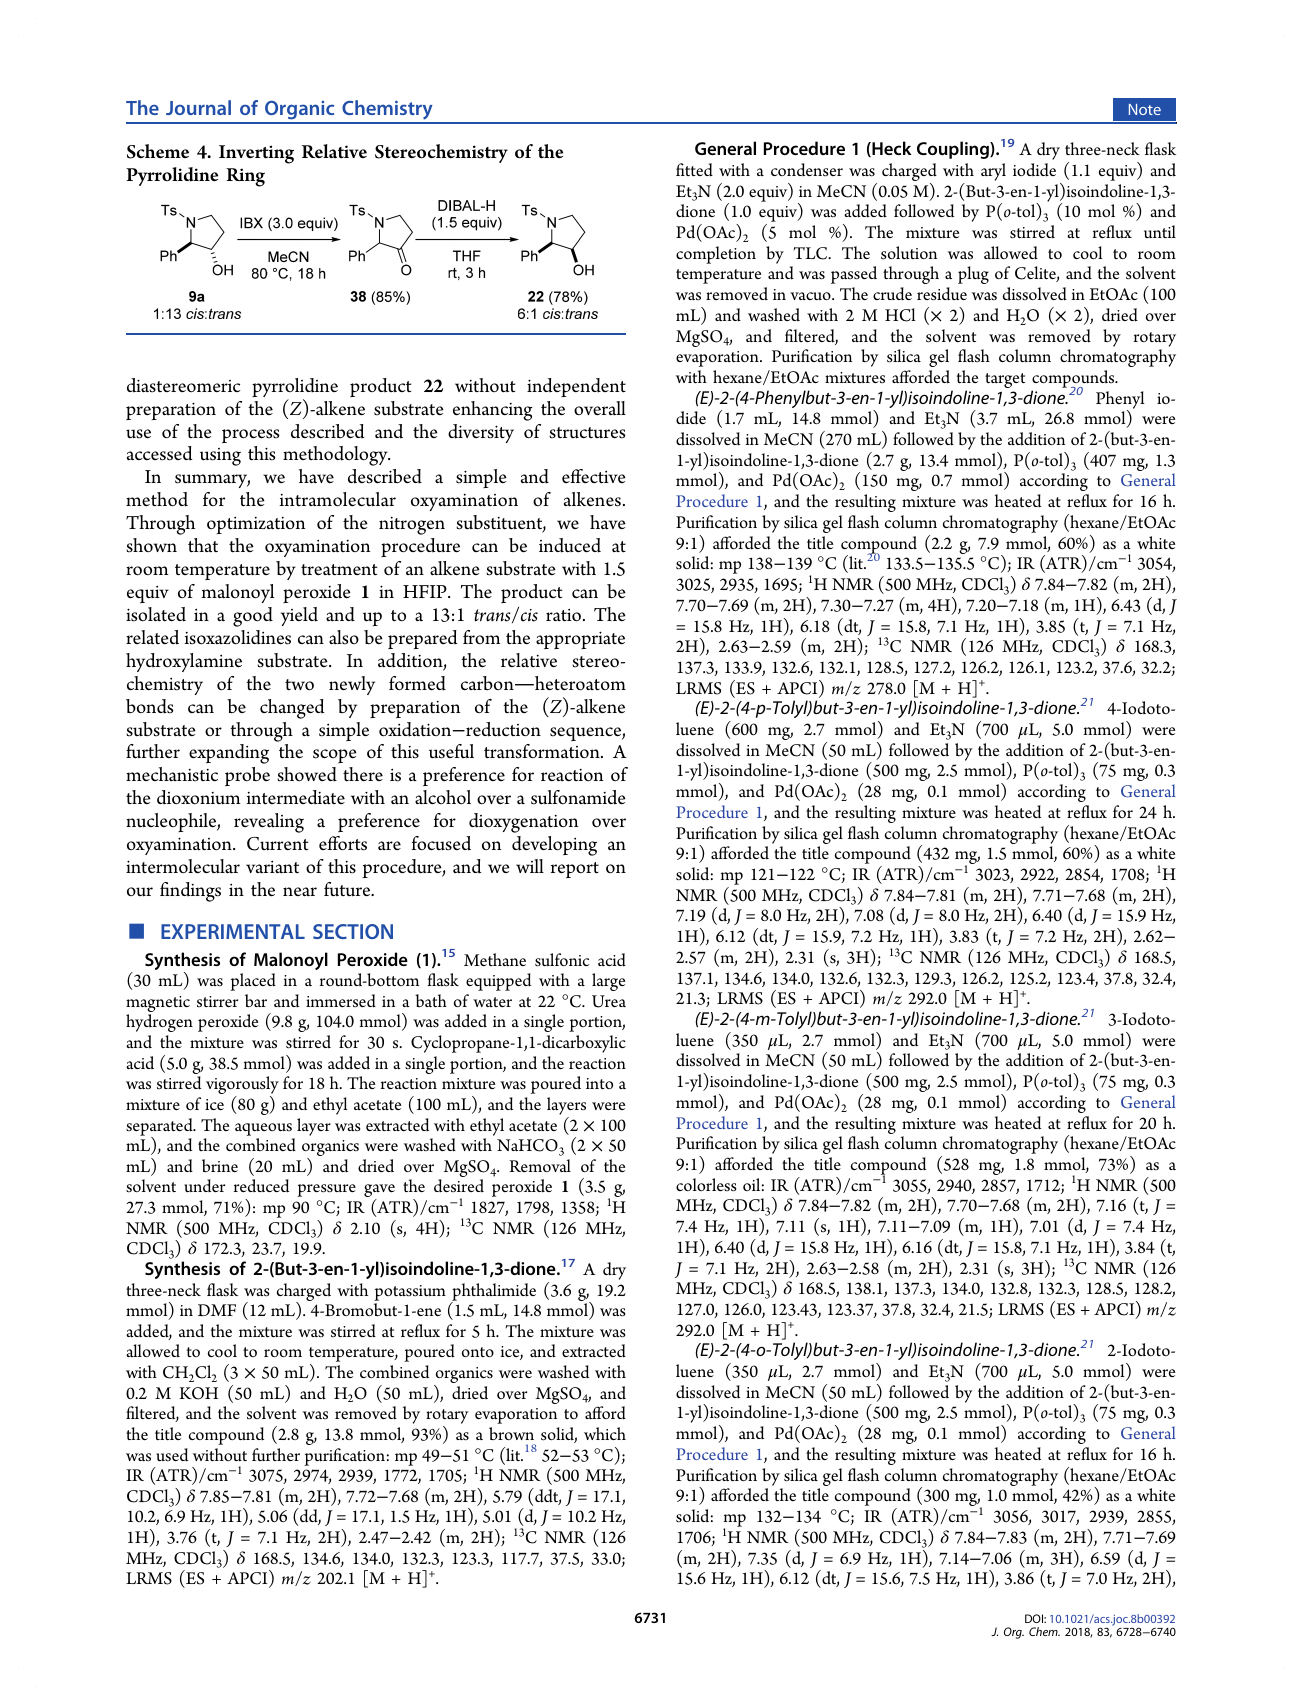 The Journal of Organic Chemistry
Note
Scheme 4. Inverting Relative Stereochemistry of the
Pyrrolidine Ring
Ts
N
Ph
OH
IBX (3.0 equiv)
MeCN
80 °C, 18 h
Ts
N
Ph
O
DIBAL-H
(1.5 equiv)
THF
rt, 3 h
Ts
N
Ph
OH
9a
1:13 cis:trans
38 (85%)
22 (78%)
6:1 cis:trans
diastereomeric pyrrolidine product 22 without independent
preparation of the (Z)-alkene substrate enhancing the overall
use of the process described and the diversity of structures
accessed using this methodology.
In summary, we have described a simple and effective
method for the intramolecular oxyamination of alkenes.
Through optimization of the nitrogen substituent, we have
shown that the oxyamination procedure can be induced at
room temperature by treatment of an alkene substrate with 1.5
equiv of malonoyl peroxide 1 in HFIP. The product can be
isolated in a good yield and up to a 13:1 trans/cis ratio. The
related isoxazolidines can also be prepared from the appropriate
hydroxylamine substrate. In addition, the relative stereo-
chemistry of the two newly formed carbon—heteroatom
bonds can be changed by preparation of the (Z)-alkene
substrate or through a simple oxidation−reduction sequence,
further expanding the scope of this useful transformation. A
mechanistic probe showed there is a preference for reaction of
the dioxonium intermediate with an alcohol over a sulfonamide
nucleophile, revealing a preference for dioxygenation over
oxyamination. Current efforts are focused on developing an
intermolecular variant of this procedure, and we will report on
our findings in the near future.
■ EXPERIMENTAL SECTION
Synthesis of Malonoyl Peroxide (1).15 Methane sulfonic acid
(30 mL) was placed in a round-bottom flask equipped with a large
magnetic stirrer bar and immersed in a bath of water at 22 °C. Urea
hydrogen peroxide (9.8 g, 104.0 mmol) was added in a single portion,
and the mixture was stirred for 30 s. Cyclopropane-1,1-dicarboxylic
acid (5.0 g, 38.5 mmol) was added in a single portion, and the reaction
was stirred vigorously for 18 h. The reaction mixture was poured into a
mixture of ice (80 g) and ethyl acetate (100 mL), and the layers were
separated. The aqueous layer was extracted with ethyl acetate (2 × 100
mL), and the combined organics were washed with NaHCO3 (2 × 50
mL) and brine (20 mL) and dried over MgSO4. Removal of the
solvent under reduced pressure gave the desired peroxide 1 (3.5 g,
27.3 mmol, 71%): mp 90 °C; IR (ATR)/cm−1 1827, 1798, 1358; 1H
NMR (500 MHz, CDCl3) δ 2.10 (s, 4H); 13C NMR (126 MHz,
CDCl3) δ 172.3, 23.7, 19.9.
Synthesis of 2-(But-3-en-1-yl)isoindoline-1,3-dione.17 A dry
three-neck flask was charged with potassium phthalimide (3.6 g, 19.2
mmol) in DMF (12 mL). 4-Bromobut-1-ene (1.5 mL, 14.8 mmol) was
added, and the mixture was stirred at reflux for 5 h. The mixture was
allowed to cool to room temperature, poured onto ice, and extracted
with CH2Cl2 (3 × 50 mL). The combined organics were washed with
0.2 M KOH (50 mL) and H2O (50 mL), dried over MgSO4, and
filtered, and the solvent was removed by rotary evaporation to afford
the title compound (2.8 g, 13.8 mmol, 93%) as a brown solid, which
was used without further purification: mp 49−51 °C (lit.18 52−53 °C);
IR (ATR)/cm−1 3075, 2974, 2939, 1772, 1705; 1H NMR (500 MHz,
CDCl3) δ 7.85−7.81 (m, 2H), 7.72−7.68 (m, 2H), 5.79 (ddt, J = 17.1,
10.2, 6.9 Hz, 1H), 5.06 (dd, J = 17.1, 1.5 Hz, 1H), 5.01 (d, J = 10.2 Hz,
1H), 3.76 (t, J = 7.1 Hz, 2H), 2.47−2.42 (m, 2H); 13C NMR (126
MHz, CDCl3) δ 168.5, 134.6, 134.0, 132.3, 123.3, 117.7, 37.5, 33.0;
LRMS (ES + APCI) m/z 202.1 [M + H]+.
General Procedure 1 (Heck Coupling).19 A dry three-neck flask
fitted with a condenser was charged with aryl iodide (1.1 equiv) and
Et3N (2.0 equiv) in MeCN (0.05 M). 2-(But-3-en-1-yl)isoindoline-1,3-
dione (1.0 equiv) was added followed by P(o-tol)3 (10 mol %) and
Pd(OAc)2 (5 mol %). The mixture was stirred at reflux until
completion by TLC. The solution was allowed to cool to room
temperature and was passed through a plug of Celite, and the solvent
was removed in vacuo. The crude residue was dissolved in EtOAc (100
mL) and washed with 2 M HCl (× 2) and H2O (× 2), dried over
MgSO4, and filtered, and the solvent was removed by rotary
evaporation. Purification by silica gel flash column chromatography
with hexane/EtOAc mixtures afforded the target compounds.
(E)-2-(4-Phenylbut-3-en-1-yl)isoindoline-1,3-dione.20 Phenyl io-
dide (1.7 mL, 14.8 mmol) and Et3N (3.7 mL, 26.8 mmol) were
dissolved in MeCN (270 mL) followed by the addition of 2-(but-3-en-
1-yl)isoindoline-1,3-dione (2.7 g, 13.4 mmol), P(o-tol)3 (407 mg, 1.3
mmol), and Pd(OAc)2 (150 mg, 0.7 mmol) according to General
Procedure 1, and the resulting mixture was heated at reflux for 16 h.
Purification by silica gel flash column chromatography (hexane/EtOAc
9:1) afforded the title compound (2.2 g, 7.9 mmol, 60%) as a white
solid: mp 138−139 °C (lit.20 133.5−135.5 °C); IR (ATR)/cm−1 3054,
3025, 2935, 1695; 1H NMR (500 MHz, CDCl3) δ 7.84−7.82 (m, 2H),
7.70−7.69 (m, 2H), 7.30−7.27 (m, 4H), 7.20−7.18 (m, 1H), 6.43 (d, J
= 15.8 Hz, 1H), 6.18 (dt, J = 15.8, 7.1 Hz, 1H), 3.85 (t, J = 7.1 Hz,
2H), 2.63−2.59 (m, 2H); 13C NMR (126 MHz, CDCl3) δ 168.3,
137.3, 133.9, 132.6, 132.1, 128.5, 127.2, 126.2, 126.1, 123.2, 37.6, 32.2;
LRMS (ES + APCI) m/z 278.0 [M + H]+.
(E)-2-(4-p-Tolyl)but-3-en-1-yl)isoindoline-1,3-dione.21 4-Iodoto-
luene (600 mg, 2.7 mmol) and Et3N (700 μL, 5.0 mmol) were
dissolved in MeCN (50 mL) followed by the addition of 2-(but-3-en-
1-yl)isoindoline-1,3-dione (500 mg, 2.5 mmol), P(o-tol)3 (75 mg, 0.3
mmol), and Pd(OAc)2 (28 mg, 0.1 mmol) according to General
Procedure 1, and the resulting mixture was heated at reflux for 24 h.
Purification by silica gel flash column chromatography (hexane/EtOAc
9:1) afforded the title compound (432 mg, 1.5 mmol, 60%) as a white
solid: mp 121−122 °C; IR (ATR)/cm−1 3023, 2922, 2854, 1708; 1H
NMR (500 MHz, CDCl3) δ 7.84−7.81 (m, 2H), 7.71−7.68 (m, 2H),
7.19 (d, J = 8.0 Hz, 2H), 7.08 (d, J = 8.0 Hz, 2H), 6.40 (d, J = 15.9 Hz,
1H), 6.12 (dt, J = 15.9, 7.2 Hz, 1H), 3.83 (t, J = 7.2 Hz, 2H), 2.62−
2.57 (m, 2H), 2.31 (s, 3H); 13C NMR (126 MHz, CDCl3) δ 168.5,
137.1, 134.6, 134.0, 132.6, 132.3, 129.3, 126.2, 125.2, 123.4, 37.8, 32.4,
21.3; LRMS (ES + APCI) m/z 292.0 [M + H]+.
(E)-2-(4-m-Tolyl)but-3-en-1-yl)isoindoline-1,3-dione.21 3-Iodoto-
luene (350 μL, 2.7 mmol) and Et3N (700 μL, 5.0 mmol) were
dissolved in MeCN (50 mL) followed by the addition of 2-(but-3-en-
1-yl)isoindoline-1,3-dione (500 mg, 2.5 mmol), P(o-tol)3 (75 mg, 0.3
mmol), and Pd(OAc)2 (28 mg, 0.1 mmol) according to General
Procedure 1, and the resulting mixture was heated at reflux for 20 h.
Purification by silica gel flash column chromatography (hexane/EtOAc
9:1) afforded the title compound (528 mg, 1.8 mmol, 73%) as a
colorless oil: IR (ATR)/cm−1 3055, 2940, 2857, 1712; 1H NMR (500
MHz, CDCl3) δ 7.84−7.82 (m, 2H), 7.70−7.68 (m, 2H), 7.16 (t, J =
7.4 Hz, 1H), 7.11 (s, 1H), 7.11−7.09 (m, 1H), 7.01 (d, J = 7.4 Hz,
1H), 6.40 (d, J = 15.8 Hz, 1H), 6.16 (dt, J = 15.8, 7.1 Hz, 1H), 3.84 (t,
J = 7.1 Hz, 2H), 2.63−2.58 (m, 2H), 2.31 (s, 3H); 13C NMR (126
MHz, CDCl3) δ 168.5, 138.1, 137.3, 134.0, 132.8, 132.3, 128.5, 128.2,
127.0, 126.0, 123.43, 123.37, 37.8, 32.4, 21.5; LRMS (ES + APCI) m/z
292.0 [M + H]+.
(E)-2-(4-o-Tolyl)but-3-en-1-yl)isoindoline-1,3-dione.21 2-Iodoto-
luene (350 μL, 2.7 mmol) and Et3N (700 μL, 5.0 mmol) were
dissolved in MeCN (50 mL) followed by the addition of 2-(but-3-en-
1-yl)isoindoline-1,3-dione (500 mg, 2.5 mmol), P(o-tol)3 (75 mg, 0.3
mmol), and Pd(OAc)2 (28 mg, 0.1 mmol) according to General
Procedure 1, and the resulting mixture was heated at reflux for 16 h.
Purification by silica gel flash column chromatography (hexane/EtOAc
9:1) afforded the title compound (300 mg, 1.0 mmol, 42%) as a white
solid: mp 132−134 °C; IR (ATR)/cm−1 3056, 3017, 2939, 2855,
1706; 1H NMR (500 MHz, CDCl3) δ 7.84−7.83 (m, 2H), 7.71−7.69
(m, 2H), 7.35 (d, J = 6.9 Hz, 1H), 7.14−7.06 (m, 3H), 6.59 (d, J =
15.6 Hz, 1H), 6.12 (dt, J = 15.6, 7.5 Hz, 1H), 3.86 (t, J = 7.0 Hz, 2H),
6731
DOI: 10.1021/acs.joc.8b00392
J. Org. Chem. 2018, 83, 6728−6740